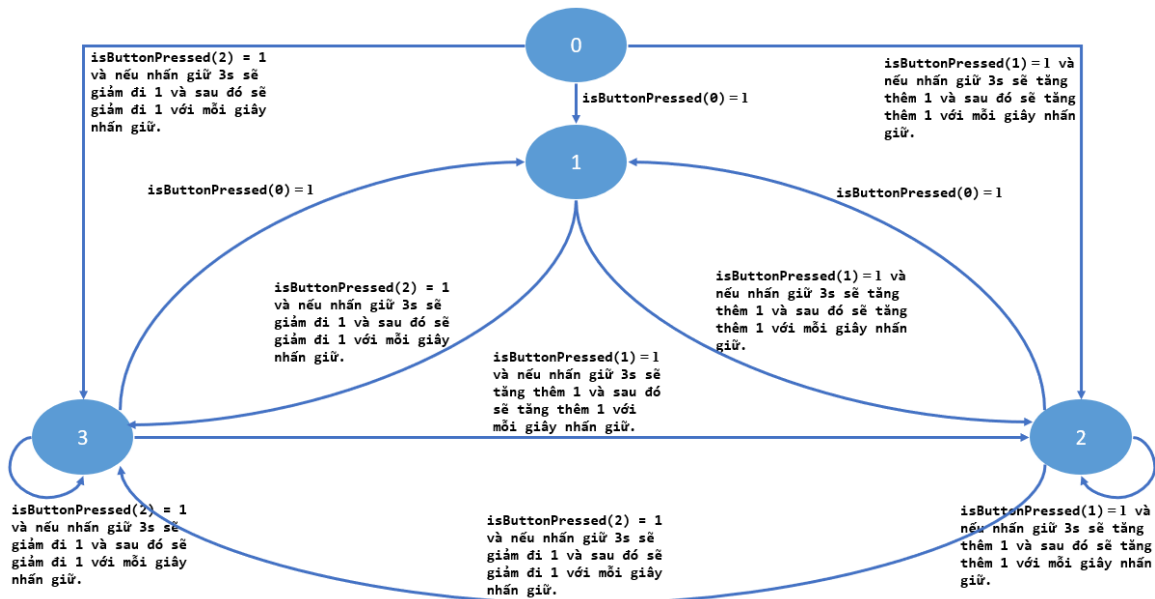 0
isButtonPressed(2) = 1
và nếu nhấn giữ 3s sẽ
giảm đi 1 và sau đó sẽ
giảm đi 1 với mỗi giây
nhấn giữ.
isButtonPressed(0) = 1
isButtonPressed(1) = 1 và
nếu nhấn giữ 3s sẽ tăng
thêm 1 và sau đó sẽ tăng
thêm 1 với mỗi giây nhấn
giữ.
1
isButtonPressed(0) = 1
isButtonPressed(0) = 1
isButtonPressed(2) = 1
và nếu nhấn giữ 3s sẽ
giảm đi 1 và sau đó sẽ
giảm đi 1 với mỗi giây
nhấn giữ.
isButtonPressed(1) = 1 và
nếu nhấn giữ 3s sẽ tăng
thêm 1 và sau đó sẽ tăng
thêm 1 với mỗi giây nhấn
giữ.
isButtonPressed(1) = 1
và nếu nhấn giữ 3s sẽ
tăng thêm 1 và sau đó
sẽ tăng thêm 1 với
mỗi giây nhấn giữ.
3
2
isButtonPressed(2) = 1
và nếu nhấn giữ 3s sẽ
giảm đi 1 và sau đó sẽ
giảm đi 1 với mỗi giây
nhấn giữ.
isButtonPressed(2) = 1
và nếu nhấn giữ 3s sẽ
giảm đi 1 và sau đó sẽ
giảm đi 1 với mỗi giây
nhấn giữ.
isButtonPressed(1) = 1 và
nếu nhấn giữ 3s sẽ tăng
thêm 1 và sau đó sẽ tăng
thêm 1 với mỗi giây nhấn
giữ.